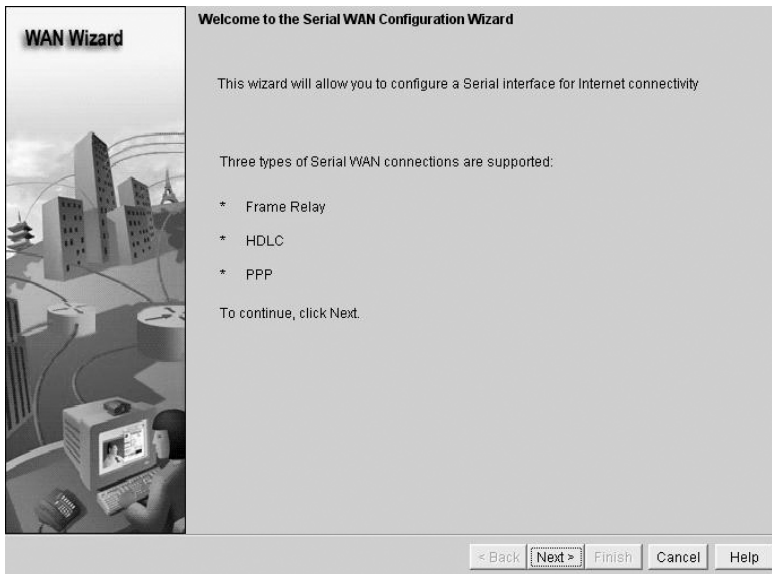 WAN Wizard
Welcome to the Serial WAN Configuration Wizard
This wizard will allow you to configure a Serial interface for Internet connectivity
Three types of Serial WAN connections are supported:
* Frame Relay
* HDLC
* PPP
To continue, click Next.
< Back Next > Finish Cancel Help